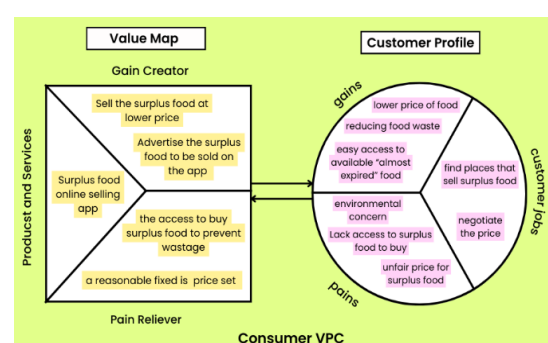 Value Map
Customer Profile
Gain Creator
Sell the surplus food at
lower price
Advertise the surplus
food to be sold on
the app
Producst and Services
Surplus food
online selling
app
the access to buy
surplus food to prevent
wastage
a reasonable fixed is price set
Pain Reliever
gains
lower price of food
reducing food waste
easy access to
available "almost
expired" food
customer jobs
find places that
sell surplus food
negotiate
the price
environmental
concern
Lack access to surplus
food to buy
unfair price for
surplus food
pains
Consumer VPC